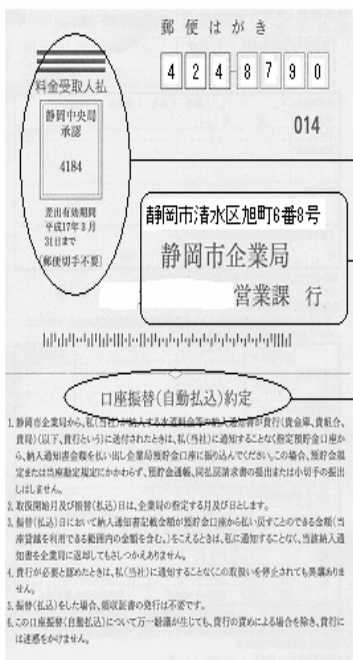 郵便はがき
424-8790
014
料金受取人払
静岡中央局
承認
4184
差出有効期間
平成17年3月
31日まで
(郵便切手不要)
静岡市清水区旭町6番8号
静岡市企業局
営業課 行
口座振替(自動払込)約定
1.静岡市企業局から、私(当社)が納入する水道料金等の納入通知書が貴行(貴金庫、貴組合、
貴局)(以下、貴行という)に送付されたときは、私(当社)に通知することなく指定預貯金口座か
ら、納入通知書金額を払い出し企業局預貯金口座に振り込んでください。この場合、預貯金規
定または当座勘定規定にかかわらず、預貯金通帳、同払戻請求書の提出または小切手の振出
しはしません。
2.取扱開始月及び振替(払込)日は、企業局の指定する月及び日とします。
3.振替(払込)日において納入通知書記載金額が預貯金口座から払い戻すことのできる金額(当
座貸越を利用できる範囲内の金額を含む。)をこえるときは、私に通知することなく、当該納入通
知書を企業局に返却してもさしつかえありません。
4.貴行が必要と認めたときは、私(当社)に通知することなくこの取扱いを停止されても異議ありま
せん。
5.振替(払込)をした場合、領収証書の発行は不要です。
6.この口座振替(自動払込)について万一紛議が生じても、貴行の責めによる場合を除き、貴行に
は迷惑をかけません。